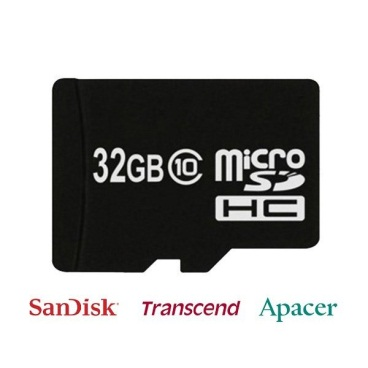 32GB 10 micro
SD
HC
SanDisk Transcend Apacer